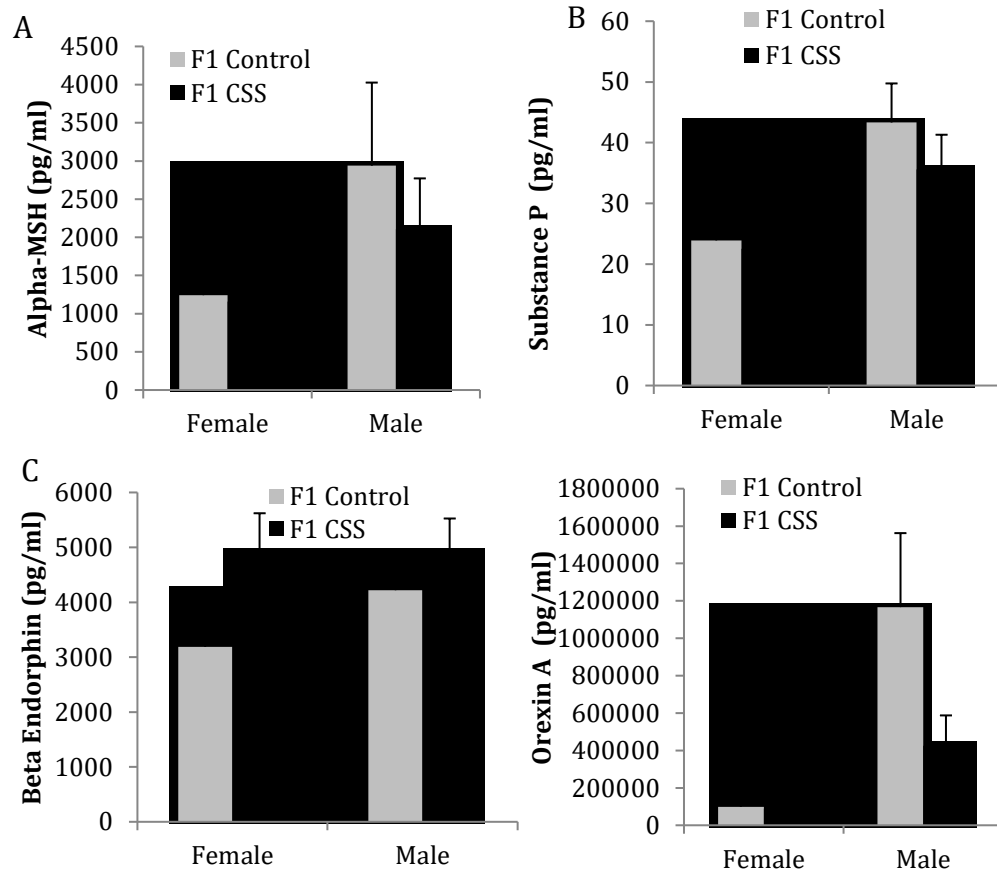 A
Alpha-MSH (pg/ml)
4500
4000
3500
3000
2500
2000
1500
1000
500
0
F1 Control
F1 CSS
Female
Male
B
Substance P (pg/ml)
60
50
40
30
20
10
0
F1 Control
F1 CSS
Female
Male
C
Beta Endorphin (pg/ml)
6000
5000
4000
3000
2000
1000
0
F1 Control
F1 CSS
Female
Male
Orexin A (pg/ml)
1800000
1600000
1400000
1200000
1000000
800000
600000
400000
200000
0
F1 Control
F1 CSS
Female
Male